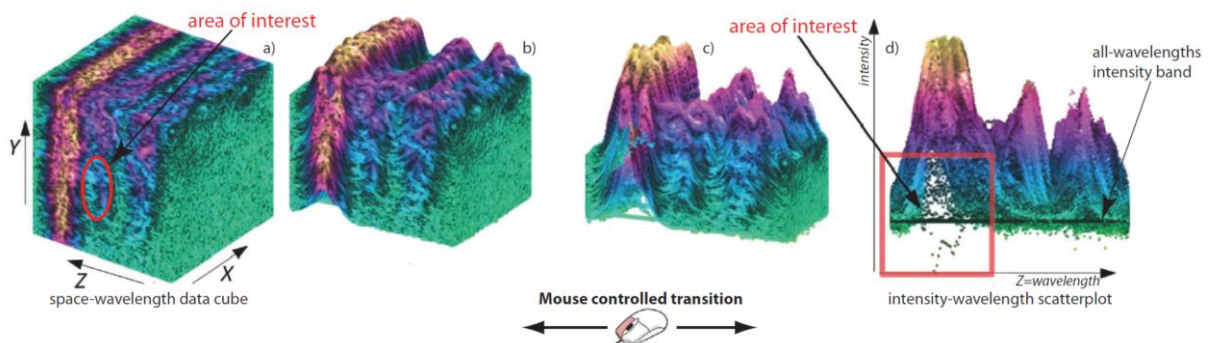 area of interest
a)
Y
Z
X
space-wavelength data cube
b)
Mouse controlled transition
c)
area of interest
d)
intensity
all-wavelengths
intensity band
Z=wavelength
intensity-wavelength scatterplot